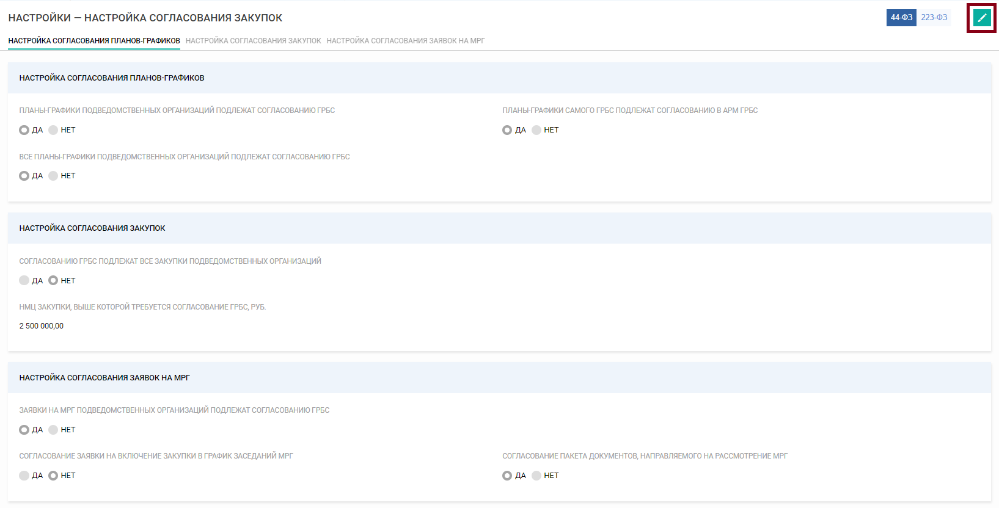 НАСТРОЙКИ — НАСТРОЙКА СОГЛАСОВАНИЯ ЗАКУПОК
44-ФЗ 223-ФЗ
НАСТРОЙКА СОГЛАСОВАНИЯ ПЛАНОВ-ГРАФИКОВ НАСТРОЙКА СОГЛАСОВАНИЯ ЗАКУПОК НАСТРОЙКА СОГЛАСОВАНИЯ ЗАЯВОК НА МРГ
НАСТРОЙКА СОГЛАСОВАНИЯ ПЛАНОВ-ГРАФИКОВ
ПЛАНЫ-ГРАФИКИ ПОДВЕДОМСТВЕННЫХ ОРГАНИЗАЦИЙ ПОДЛЕЖАТ СОГЛАСОВАНИЮ ГРБС
ДА НЕТ
ПЛАНЫ-ГРАФИКИ САМОГО ГРБС ПОДЛЕЖАТ СОГЛАСОВАНИЮ В АРМ ГРБС
ДА НЕТ
ВСЕ ПЛАНЫ-ГРАФИКИ ПОДВЕДОМСТВЕННЫХ ОРГАНИЗАЦИЙ ПОДЛЕЖАТ СОГЛАСОВАНИЮ ГРБС
ДА НЕТ
НАСТРОЙКА СОГЛАСОВАНИЯ ЗАКУПОК
СОГЛАСОВАНИЮ ГРБС ПОДЛЕЖАТ ВСЕ ЗАКУПКИ ПОДВЕДОМСТВЕННЫХ ОРГАНИЗАЦИЙ
ДА НЕТ
НМЦ ЗАКУПКИ, ВЫШЕ КОТОРОЙ ТРЕБУЕТСЯ СОГЛАСОВАНИЕ ГРБС, РУБ.
2 500 000,00
НАСТРОЙКА СОГЛАСОВАНИЯ ЗАЯВОК НА МРГ
ЗАЯВКИ НА МРГ ПОДВЕДОМСТВЕННЫХ ОРГАНИЗАЦИЙ ПОДЛЕЖАТ СОГЛАСОВАНИЮ ГРБС
ДА НЕТ
СОГЛАСОВАНИЕ ЗАЯВКИ НА ВКЛЮЧЕНИЕ ЗАКУПКИ В ГРАФИК ЗАСЕДАНИЙ МРГ
ДА НЕТ
СОГЛАСОВАНИЕ ПАКЕТА ДОКУМЕНТОВ, НАПРАВЛЯЕМОГО НА РАССМОТРЕНИЕ МРГ
ДА НЕТ